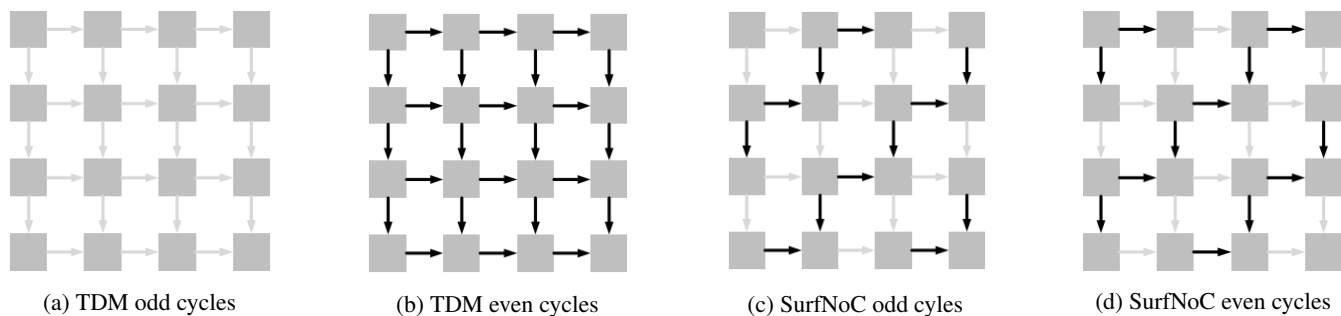 (a) TDM odd cycles
(b) TDM even cycles
(c) SurfNoC odd cyles
(d) SurfNoC even cycles